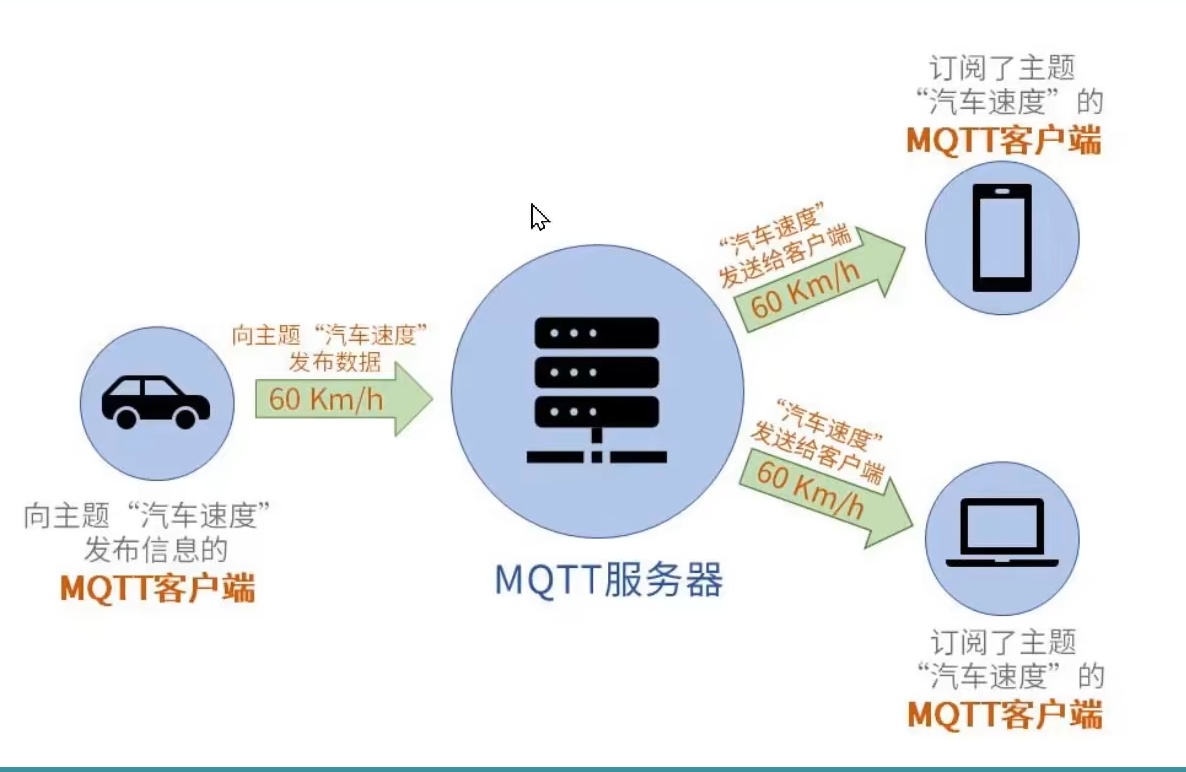 向主题“汽车速度”
发布数据
60 Km/h
向主题“汽车速度”
发布信息的
MQTT客户端
MQTT服务器
“汽车速度”
发送给客户端
60 Km/h
订阅了主题
“汽车速度”的
MQTT客户端
“汽车速度”
发送给客户端
60 Km/h
订阅了主题
“汽车速度”的
MQTT客户端